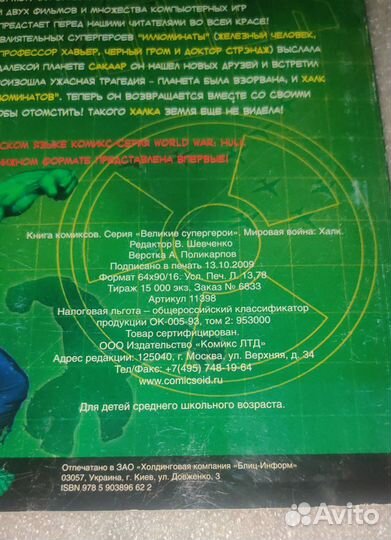 И ДВУХ ФИЛЬМОВ И МНОЖЕСТВА КОМПЬЮТЕРНЫХ ИГР
ПРЕДСТАЕТ ПЕРЕД НАШИМИ ЧИТАТЕЛЯМИ ВО ВСЕЙ КРАСЕ!
ВЛИЯТЕЛЬНЫХ СУПЕРГЕРОЕВ "ИЛЛЮМИНАТЫ" (ЖЕЛЕЗНЫЙ ЧЕЛОВЕК,
ПРОФЕССОР ХАВЬЕР, ЧЕРНЫЙ ГРОМ И ДОКТОР СТРЭНДЖ) ВЫСЛАЛА
ДАЛЕКОЙ ПЛАНЕТЕ САКААР ОН НАШЕЛ НОВЫХ ДРУЗЕЙ И ВСТРЕТИЛ
РОИЗОШЛА УЖАСНАЯ ТРАГЕДИЯ - ПЛАНЕТА БЫЛА ВЗОРВАНА, И ХАЛК
ЮМИНАТОВ". ТЕПЕРЬ ОН ВОЗВРАЩАЕТСЯ ВМЕСТЕ СО СВОИМИ
ОБЫ ОТОМСТИТЬ! ТАКОГО ХАЛКА ЗЕМЛЯ ЕЩЕ НЕ ВИДЕЛА!
СКОМ ЯЗЫКЕ КОМИКС-СЕРИЯ WORLD WAR: HULK
НИЖНОМ ФОРМАТЕ ПРЕДСТАВЛЕНА ВПЕРВЫЕ!
Книга комиксов. Серия «Великие супергерои». Мировая война: Халк.
Редактор В. Шевченко
Верстка А. Поликарпов
Подписано в печать 13.10.2009
Формат 64х90/16. Усл. Печ. Л. 13,78
Тираж 15 000 экз. Заказ № 6833
Артикул 11398
Налоговая льгота – общероссийский классификатор
продукции ОК-005-93, том 2: 953000
Товар сертифицирован.
ООО Издательство «Комикс ЛТД»
Адрес редакции: 125040, г. Москва, ул. Верхняя, д. 34
Тел/Факс: +7(495) 748-19-64
www.comicsoid.ru
Для детей среднего школьного возраста.
Отпечатано в ЗАО «Холдинговая компания «Блиц-Информ»
03057, Украина, г. Киев, ул. Довженко, 3
ISBN 978 5 903896 62 2
Avito